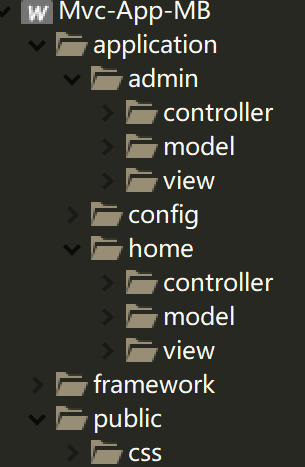 W Mvc-App-MB
application
admin
controller
model
view
config
home
controller
model
view
framework
public
css